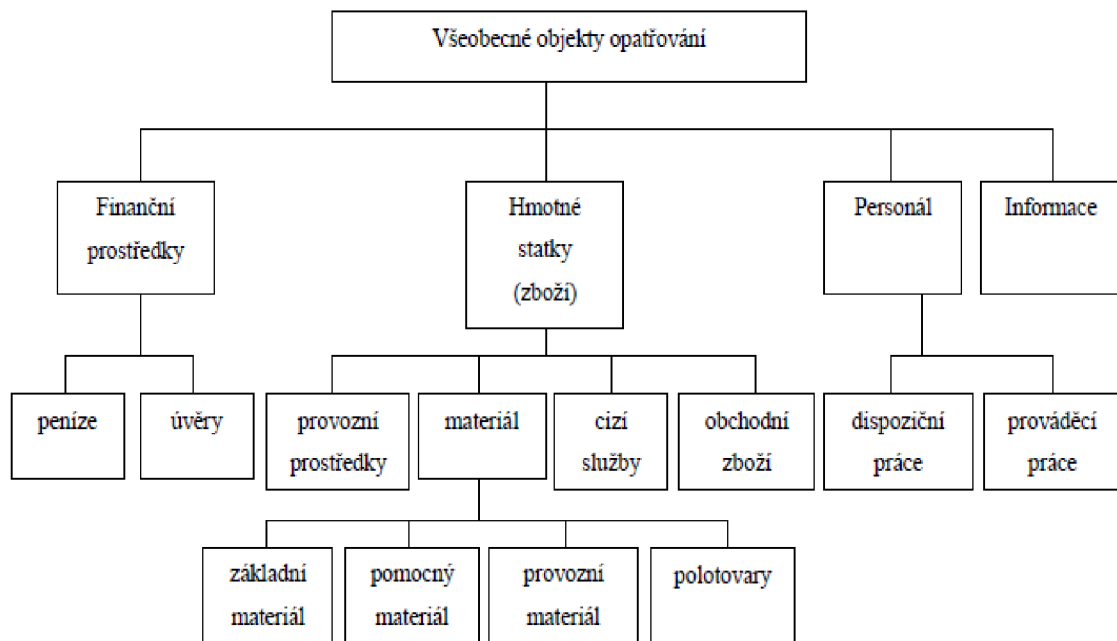 Všeobecné objekty opatřování
Finanční
prostředky
Hmotné
statky
(zboží)
Personál
Informace
peníze
úvěry
provozní
prostředky
materiál
cizí
služby
obchodní
zboží
dispoziční
práce
prováděcí
práce
základní
materiál
pomocný
materiál
provozní
materiál
polotovary